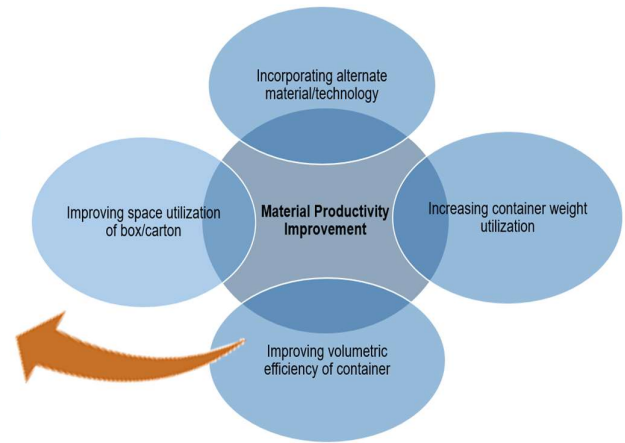 Incorporating alternate
material/technology
Improving space utilization
of box/carton
Material Productivity
Improvement
Increasing container weight
utilization
Improving volumetric
efficiency of container